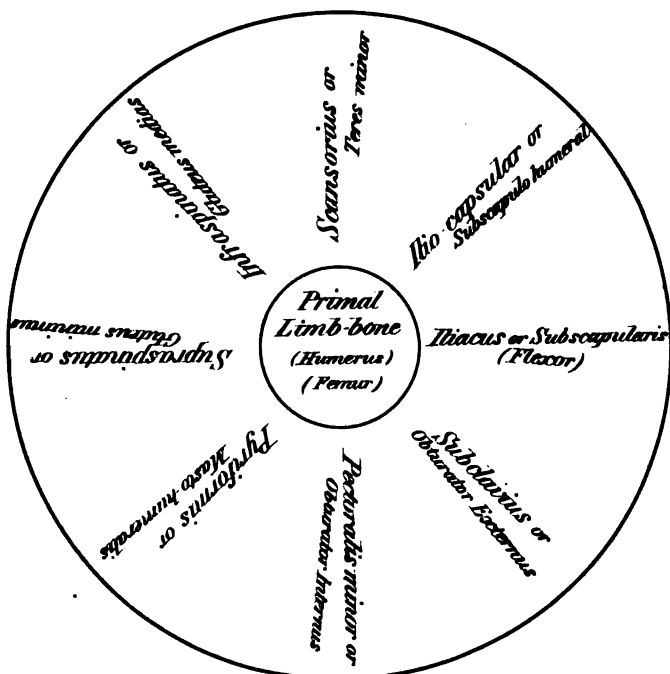 Primal
Limb-bone
(Humerus)
(Femur)
Scansorius or
Teres minor
Ilio capsular or
Subscapulo humeral
Iliacus or Subscapularis
(Flexor)
Subclavius or
Obturator Externus
Pectoralis minor or
Obturator Internus
Pyriformis or
Masto humeralis
Supraspinatus or
Gluteus minimus
Infraspinatus or
Gluteus medius